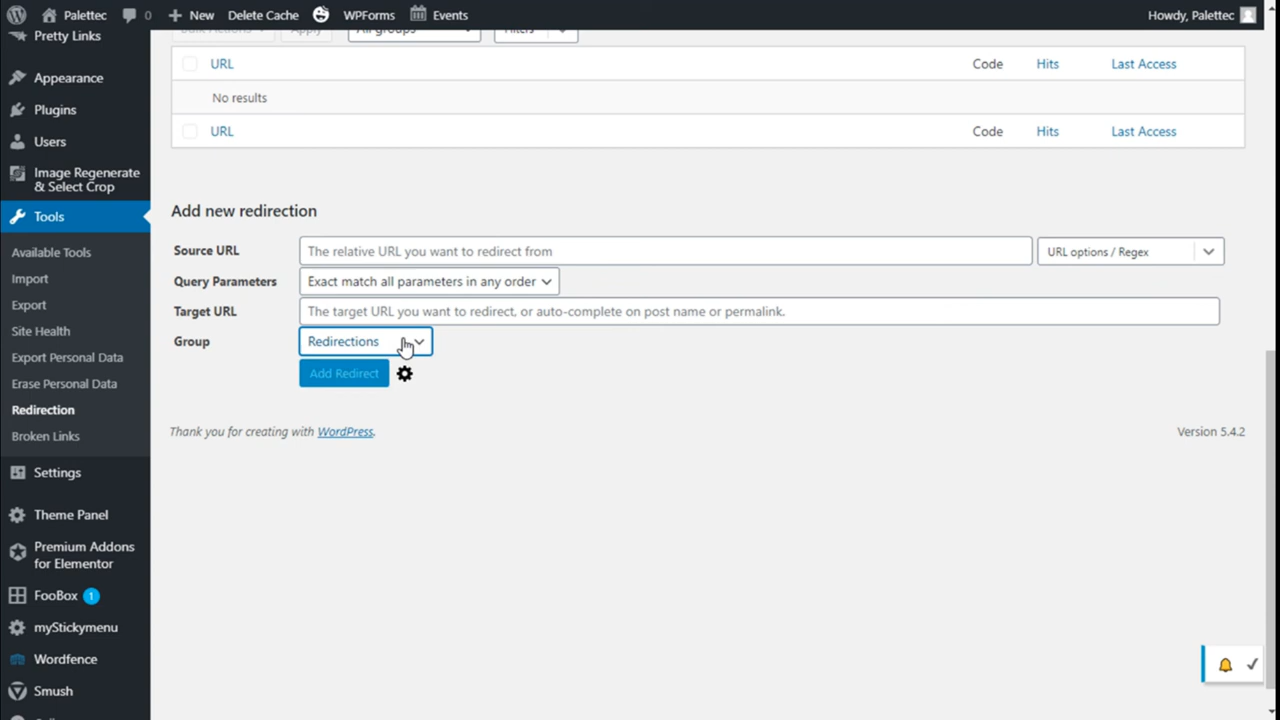 Palettec 0 New Delete Cache WPForms Events Howdy, Palettec
Pretty Links
Appearance
Plugins
Users
Image Regenerate
& Select Crop
Tools
Available Tools
Import
Export
Site Health
Export Personal Data
Erase Personal Data
Redirection
Broken Links
Settings
Theme Panel
Premium Addons
for Elementor
FooBox 1
myStickymenu
Wordfence
Smush
Bulk Actions Apply All groups Filters
URL Code Hits Last Access
No results
URL Code Hits Last Access
Add new redirection
Source URL The relative URL you want to redirect from URL options / Regex
Query Parameters Exact match all parameters in any order
Target URL The target URL you want to redirect, or auto-complete on post name or permalink.
Group Redirections
Add Redirect
Thank you for creating with WordPress. Version 5.4.2